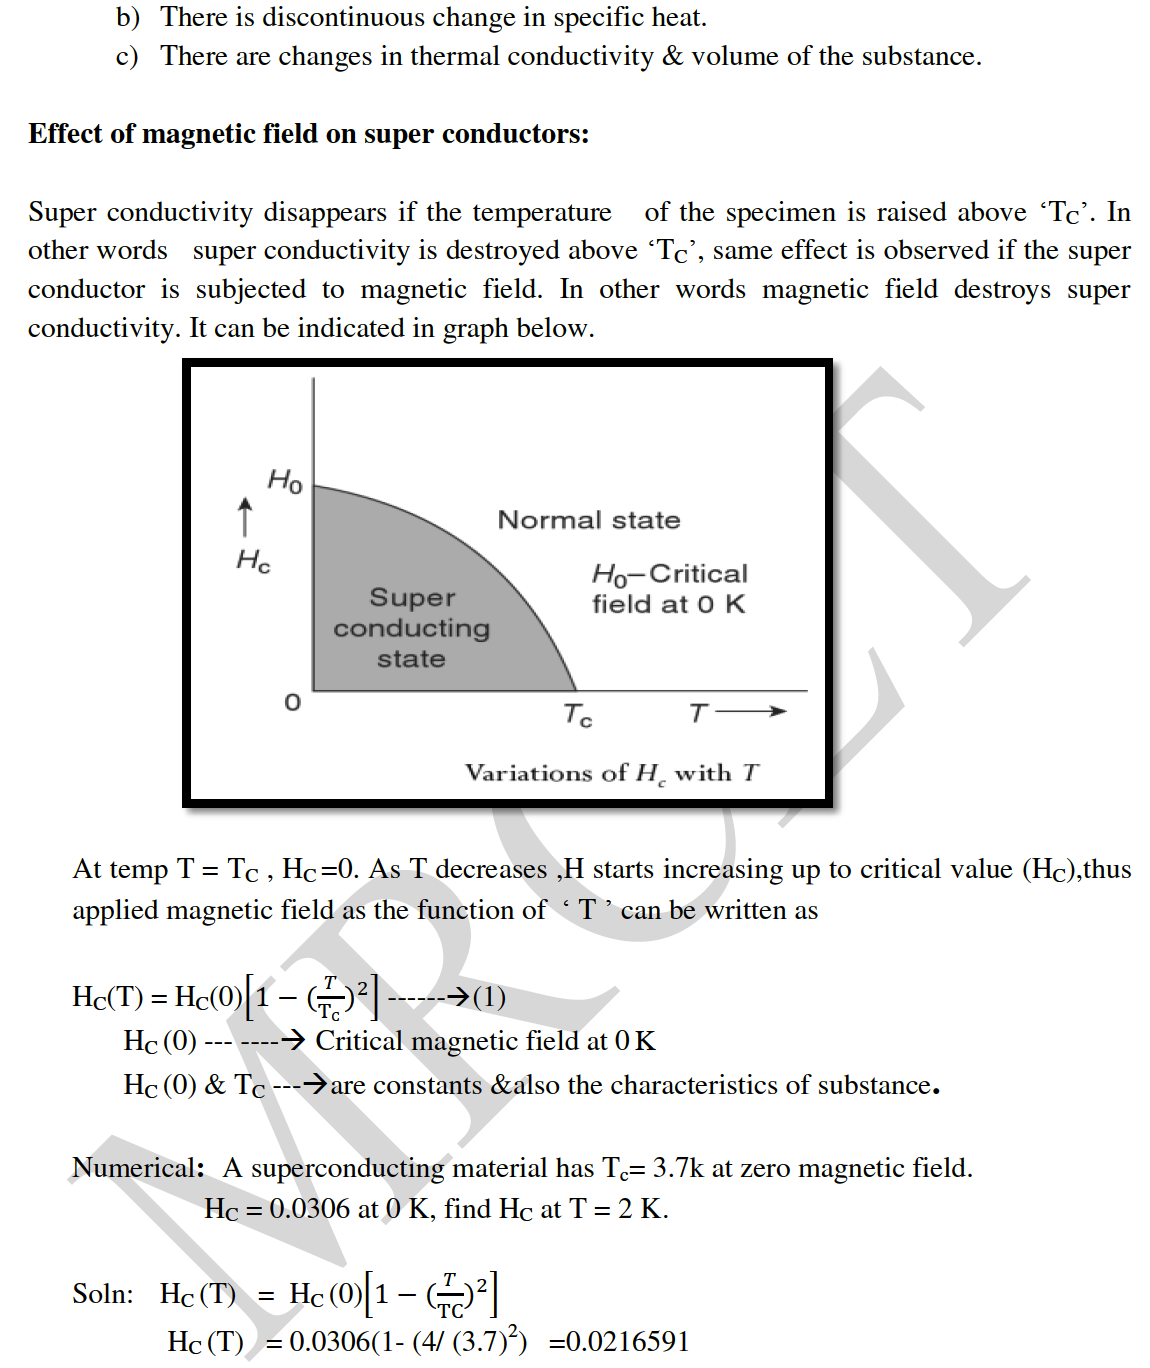 b) There is discontinuous change in specific heat.
c) There are changes in thermal conductivity & volume of the substance.
Effect of magnetic field on super conductors:
Super conductivity disappears if the temperature of the specimen is raised above ‘TC’. In
other words super conductivity is destroyed above ‘TC’, same effect is observed if the super
conductor is subjected to magnetic field. In other words magnetic field destroys super
conductivity. It can be indicated in graph below.
H0
Hc
Normal state
H0–Critical
field at 0 K
Super
conducting
state
0
Tc
T
Variations of Hc with T
At temp T = TC , HC=0. As T decreases ,H starts increasing up to critical value (HC),thus
applied magnetic field as the function of ‘ T ’ can be written as
HC(T) = HC(0)[1 − (T/TC)²] ------→(1)
HC (0) --- ----→ Critical magnetic field at 0 K
HC (0) & TC ---→are constants &also the characteristics of substance.
Numerical: A superconducting material has Tc= 3.7k at zero magnetic field.
HC = 0.0306 at 0 K, find HC at T = 2 K.
Soln: HC (T) = HC (0)[1 − (T/TC)²]
HC (T) = 0.0306(1- (4/ (3.7)²) =0.0216591
MRCET